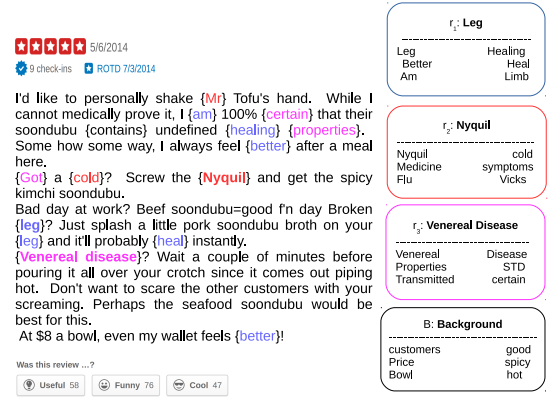 5/6/2014
9 check-ins ROTD 7/3/2014
I'd like to personally shake {Mr} Tofu's hand. While I
cannot medically prove it, I {am} 100% {certain} that their
soondubu {contains} undefined {healing} {properties}.
Some how some way, I always feel {better} after a meal
here.
{Got} a {cold}? Screw the {Nyquil} and get the spicy
kimchi soondubu.
Bad day at work? Beef soondubu=good f'n day Broken
{leg}? Just splash a little pork soondubu broth on your
{leg} and it'll probably {heal} instantly.
{Venereal disease}? Wait a couple of minutes before
pouring it all over your crotch since it comes out piping
hot. Don't want to scare the other customers with your
screaming. Perhaps the seafood soondubu would be
best for this.
At $8 a bowl, even my wallet feels {better}!
Was this review ...?
Useful 58 Funny 76 Cool 47
r1: Leg
Leg Healing
Better Heal
Am Limb
r2: Nyquil
Nyquil cold
Medicine symptoms
Flu Vicks
r3: Venereal Disease
Venereal Disease
Properties STD
Transmitted certain
B: Background
customers good
Price spicy
Bowl hot